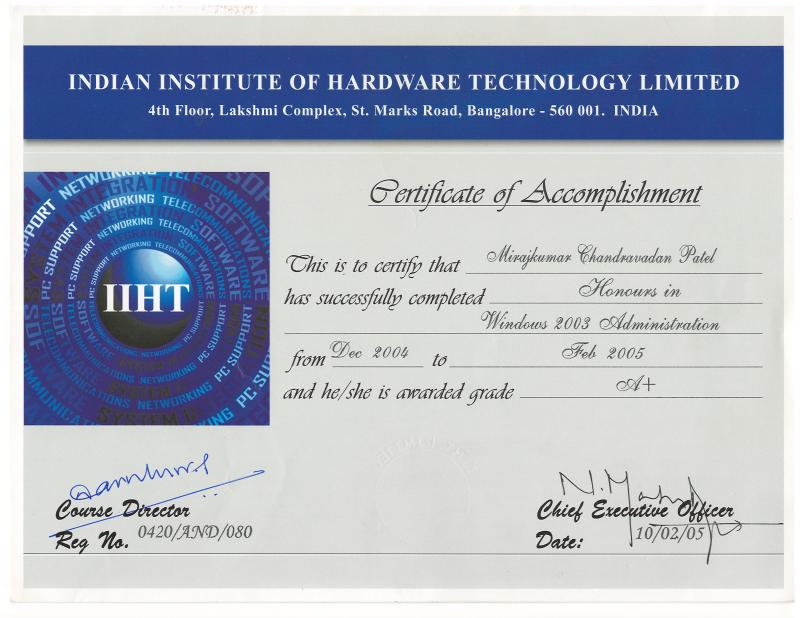 INDIAN INSTITUTE OF HARDWARE TECHNOLOGY LIMITED
4th Floor, Lakshmi Complex, St. Marks Road, Bangalore - 560 001. INDIA
IIHT
NETWORKING TELECOMMUNICATIONS
PC SUPPORT
SOFTWARE
Certificate of Accomplishment
This is to certify that Mirajkumar Chandravadan Patel
has successfully completed Honours in
Windows 2003 Administration
from Dec 2004 to Feb 2005
and he/she is awarded grade A+
Course Director
Reg No. 0420/AND/080
Chief Executive Officer
Date: 10/02/05